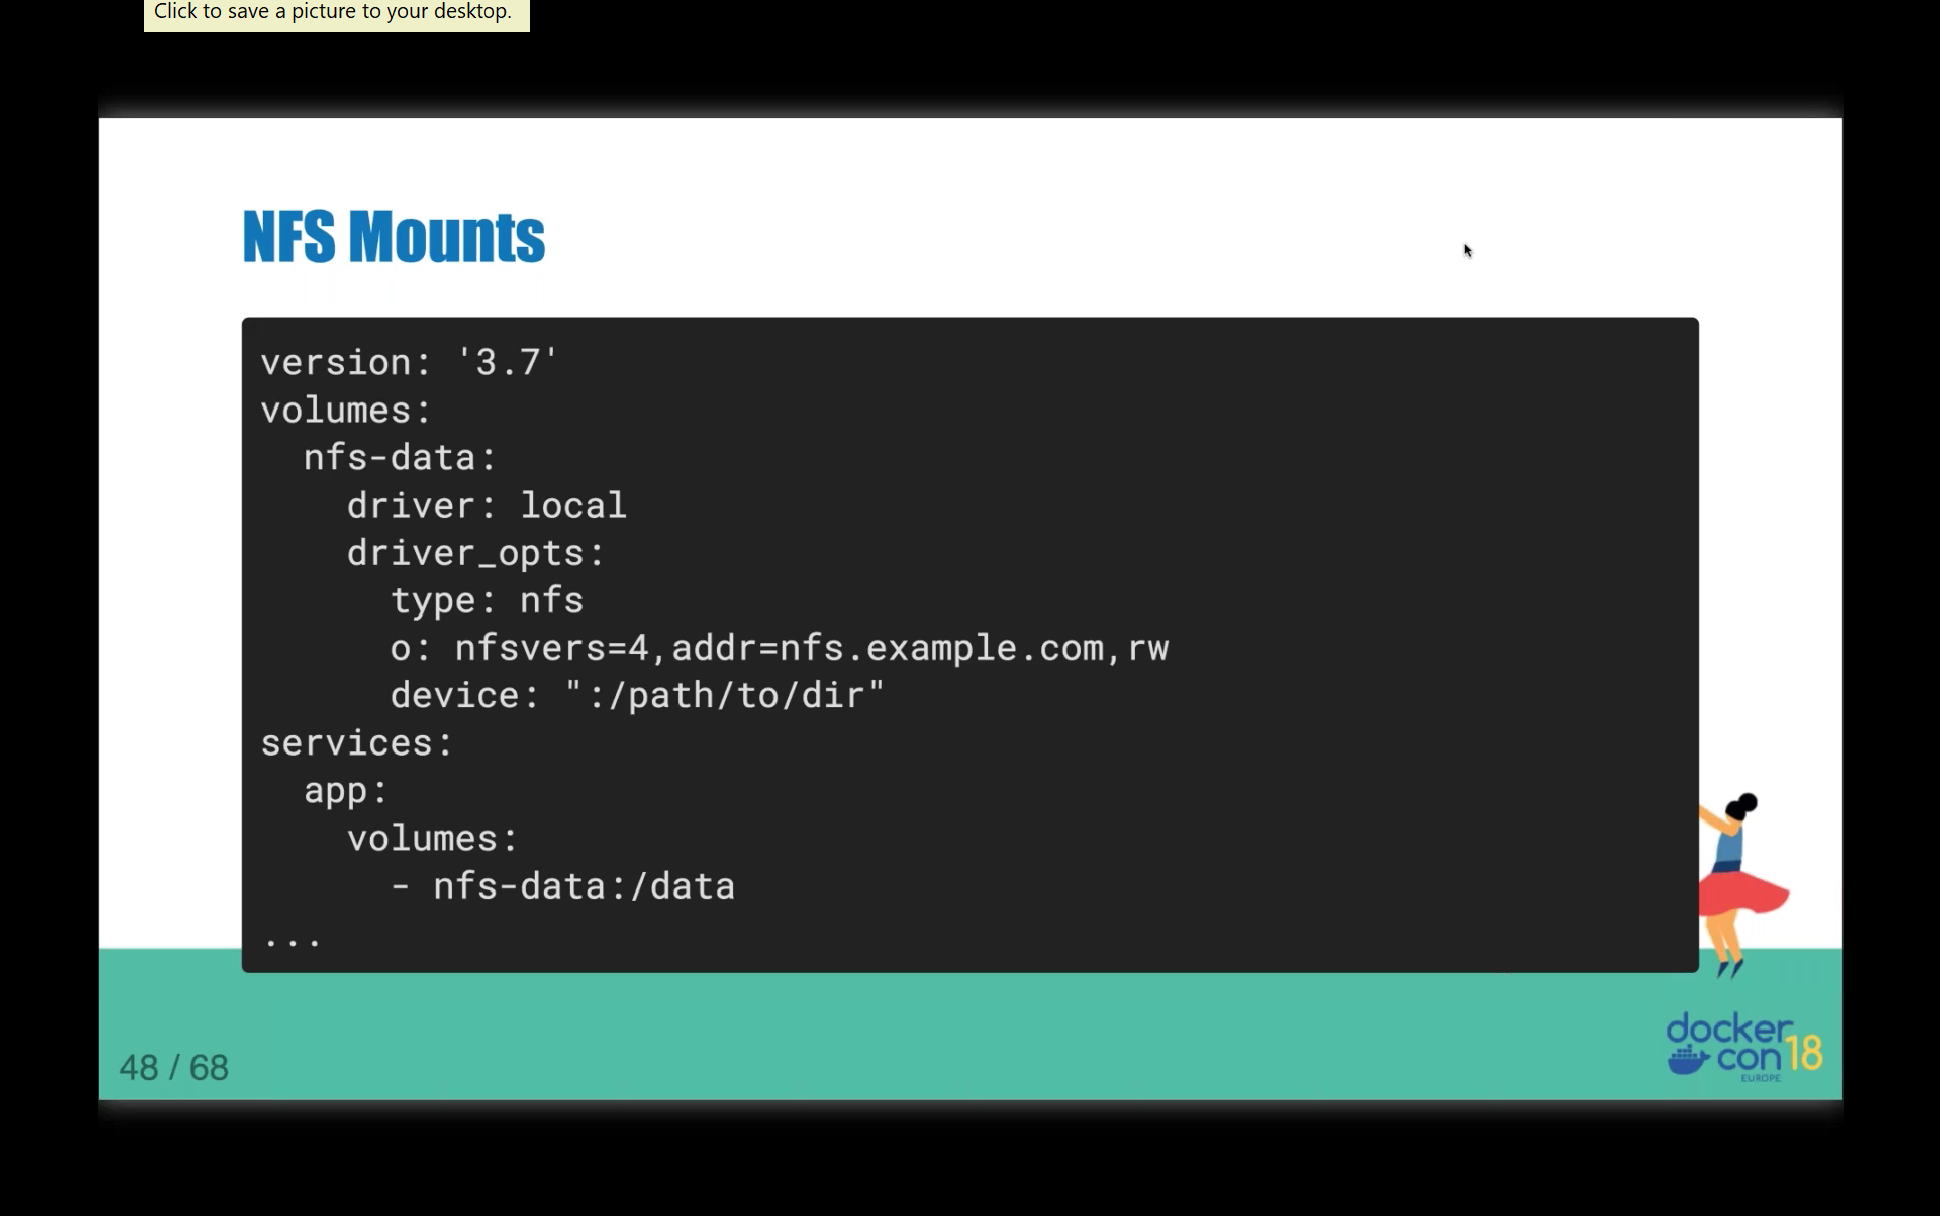 Click to save a picture to your desktop.
NFS Mounts
version: '3.7'
volumes:
  nfs-data:
    driver: local
    driver_opts:
      type: nfs
      o: nfsvers=4,addr=nfs.example.com,rw
      device: ":/path/to/dir"
services:
  app:
    volumes:
      - nfs-data:/data
...
48 / 68
docker
con 18
EUROPE